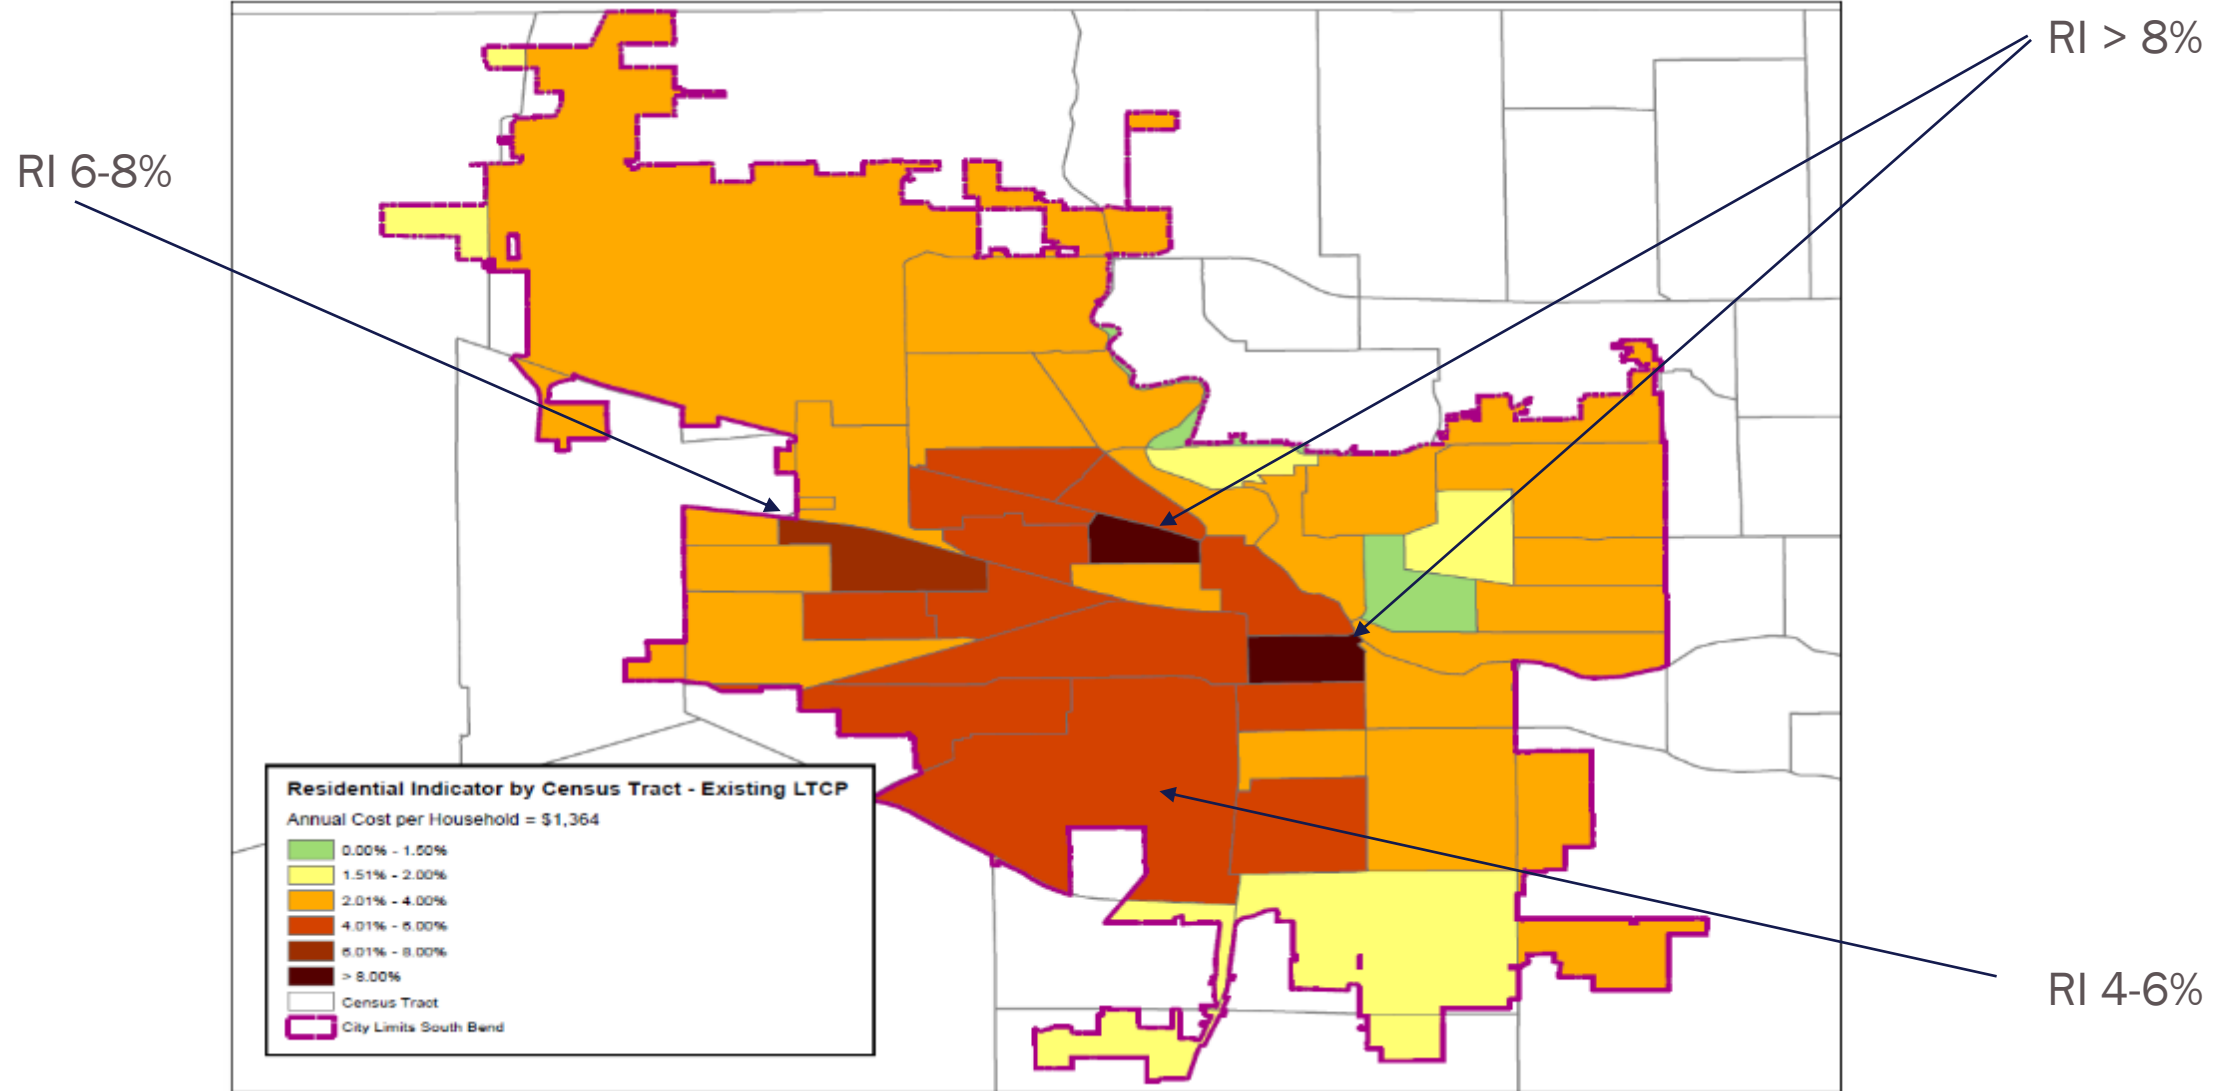 RI > 8%
RI 6-8%
Residential Indicator by Census Tract - Existing LTCP
Annual Cost per Household = $1,364
0.00% - 1.50%
1.51% - 2.00%
2.01% - 4.00%
4.01% - 6.00%
6.01% - 8.00%
> 8.00%
Census Tract
City Limits South Bend
RI 4-6%